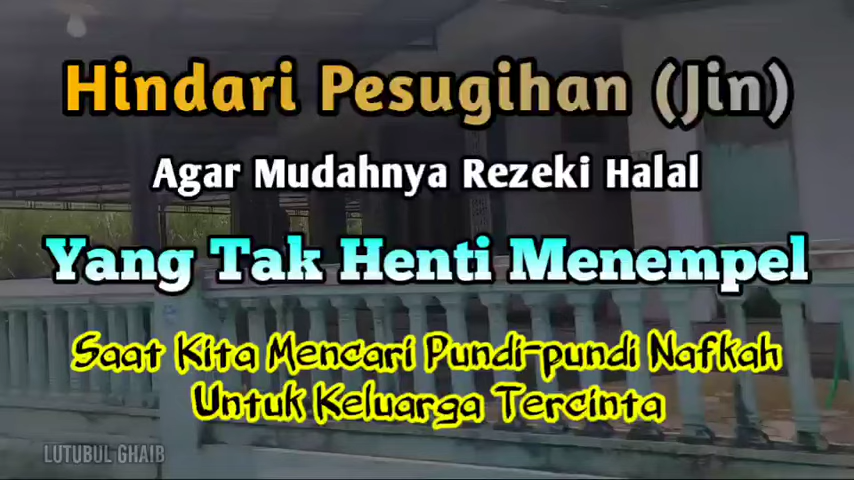 Hindari Pesugihan (Jin)
Agar Mudahnya Rezeki Halal
Yang Tak Henti Menempel
Saat Kita Mencari Pundi-pundi Nafkah
Untuk Keluarga Tercinta
LUTUBUL GHAIB